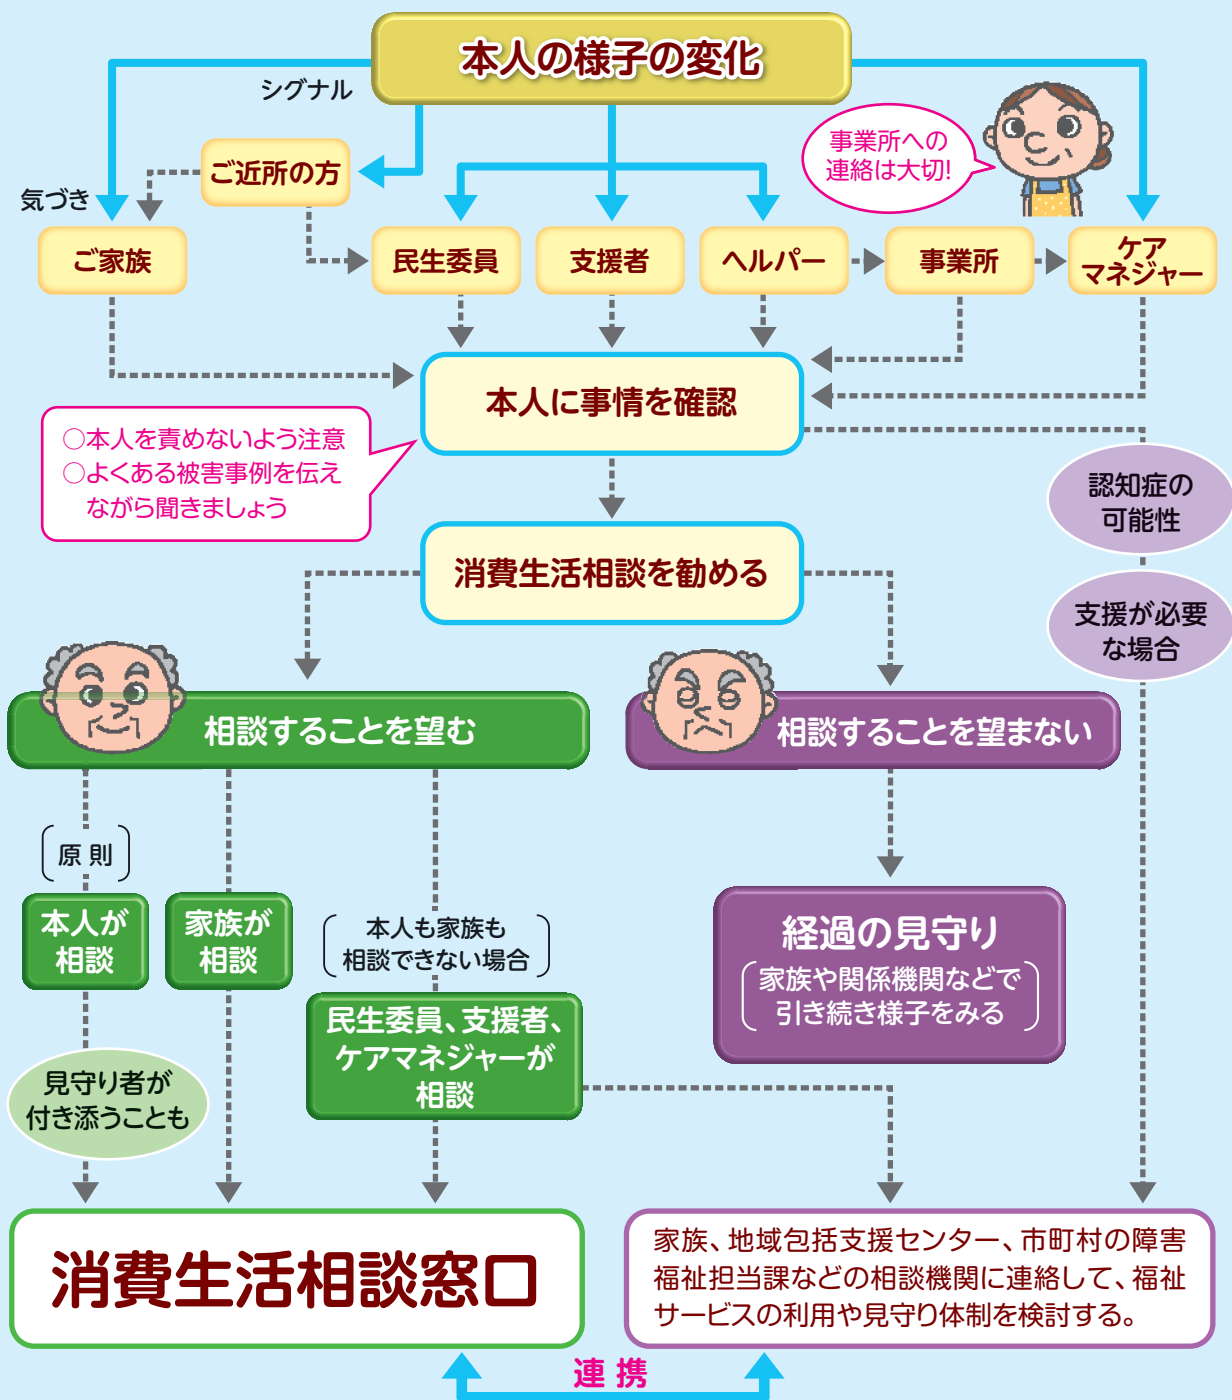 本人の様子の変化
シグナル
事業所への
連絡は大切!
ご近所の方
気づき
ご家族
民生委員
支援者
ヘルパー
事業所
ケア
マネジャー
本人に事情を確認
○本人を責めないよう注意
○よくある被害事例を伝え
ながら聞きましょう
認知症の
可能性
消費生活相談を勧める
支援が必要
な場合
相談することを望む
相談することを望まない
原則
本人が
相談
家族が
相談
本人も家族も
相談できない場合
経過の見守り
家族や関係機関などで
引き続き様子をみる
民生委員、支援者、
ケアマネジャーが
相談
見守り者が
付き添うことも
消費生活相談窓口
家族、地域包括支援センター、市町村の障害
福祉担当課などの相談機関に連絡して、福祉
サービスの利用や見守り体制を検討する。
連携